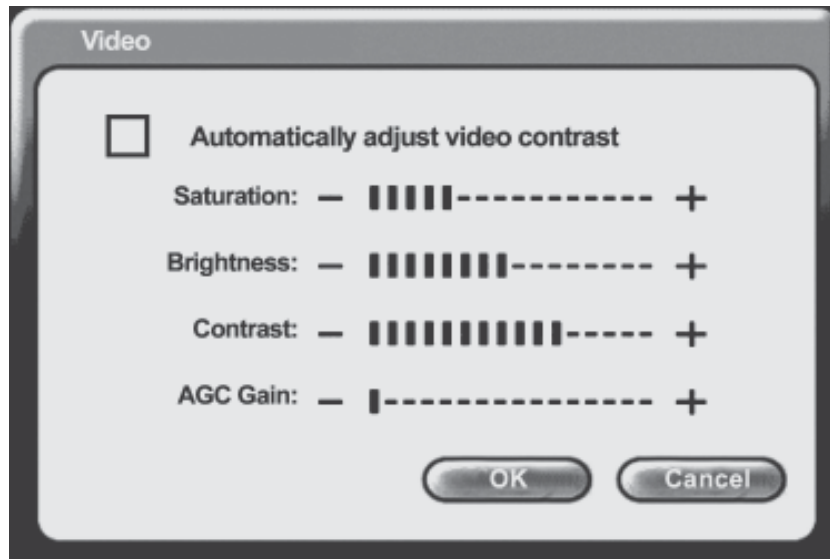 Video
Automatically adjust video contrast
Saturation: — +
Brightness: — +
Contrast: — +
AGC Gain: — +
OK Cancel